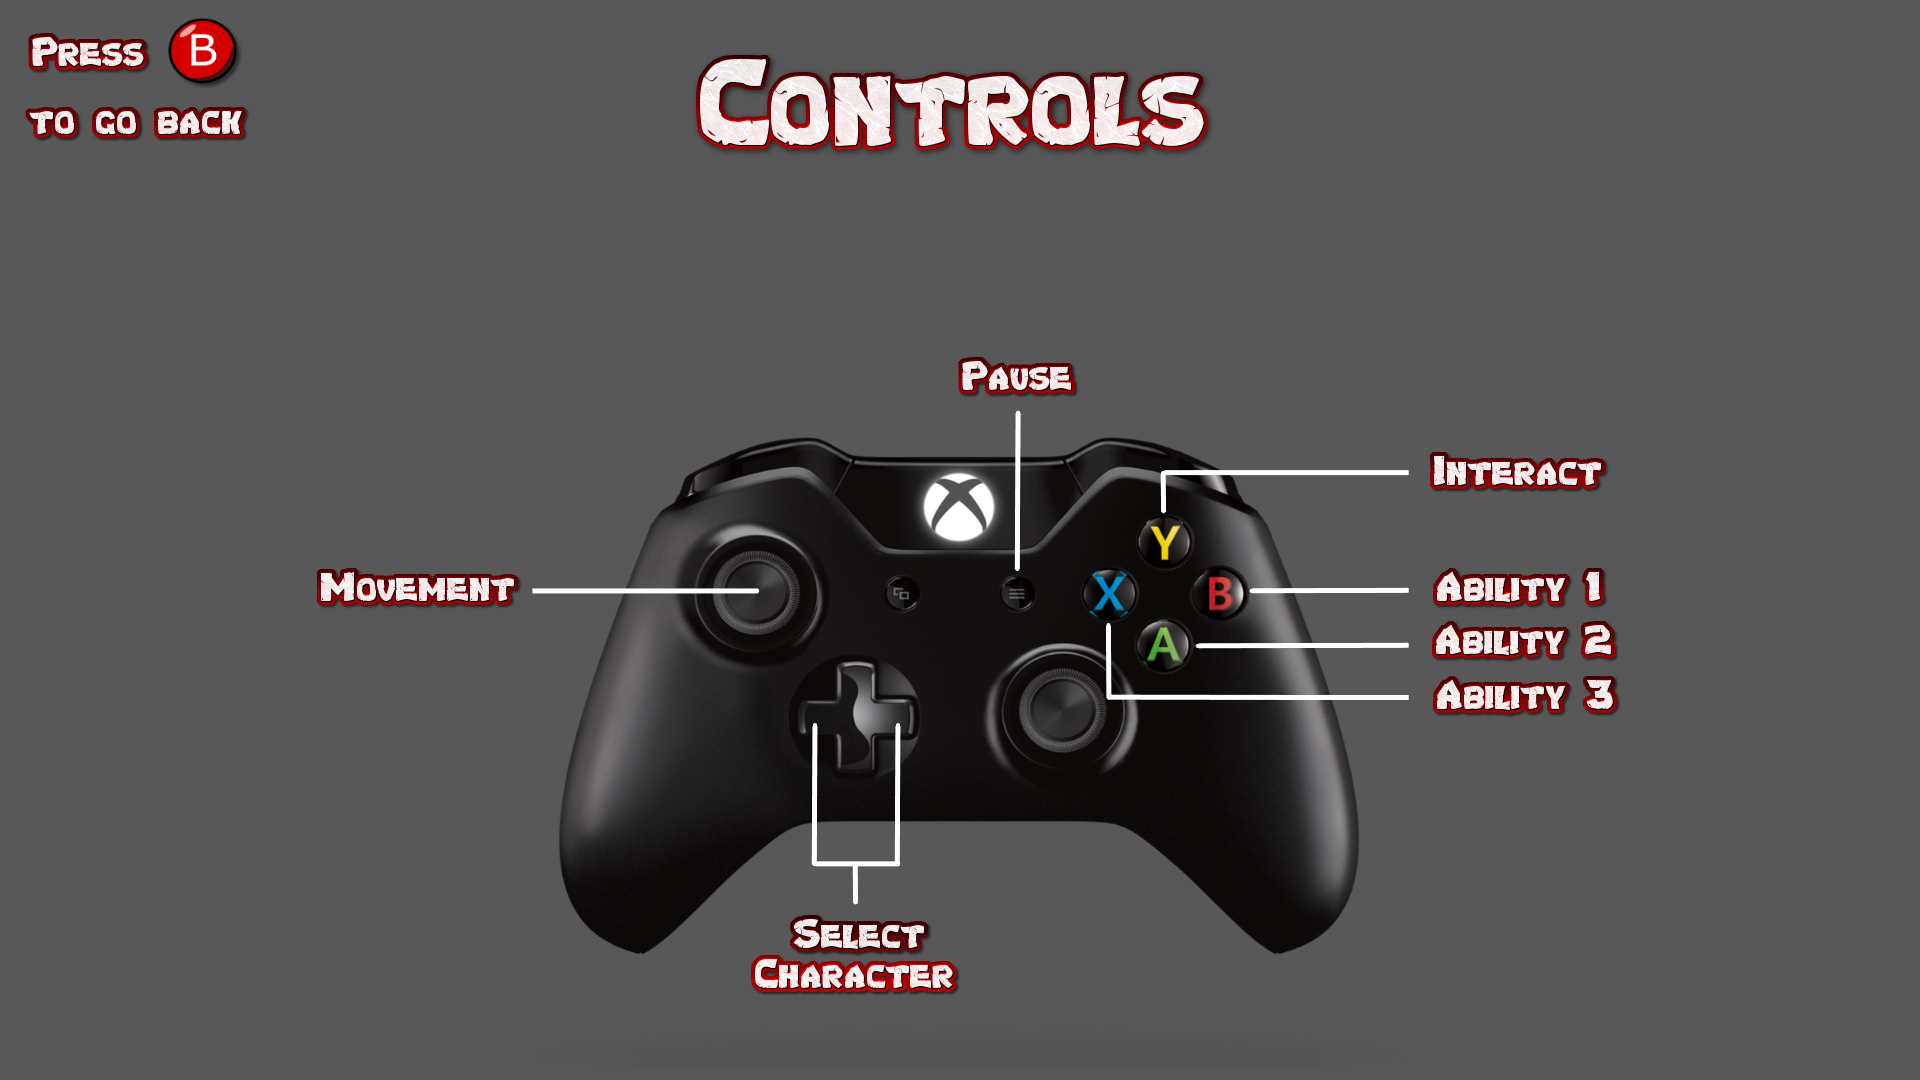 Press B
to go back
Controls
Pause
Interact
Y
Movement
X
B
Ability 1
A
Ability 2
Ability 3
Select
Character